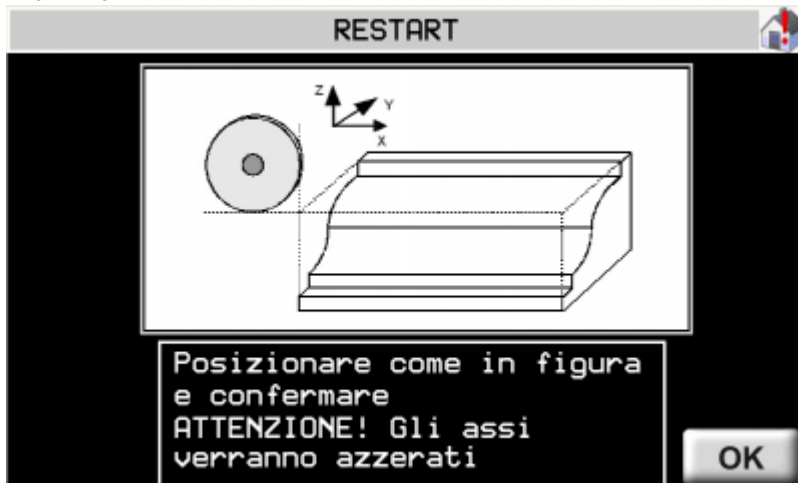 RESTART
Z
Y
X
Posizionare come in figura
e confermare
ATTENZIONE! Gli assi
verranno azzerati
OK